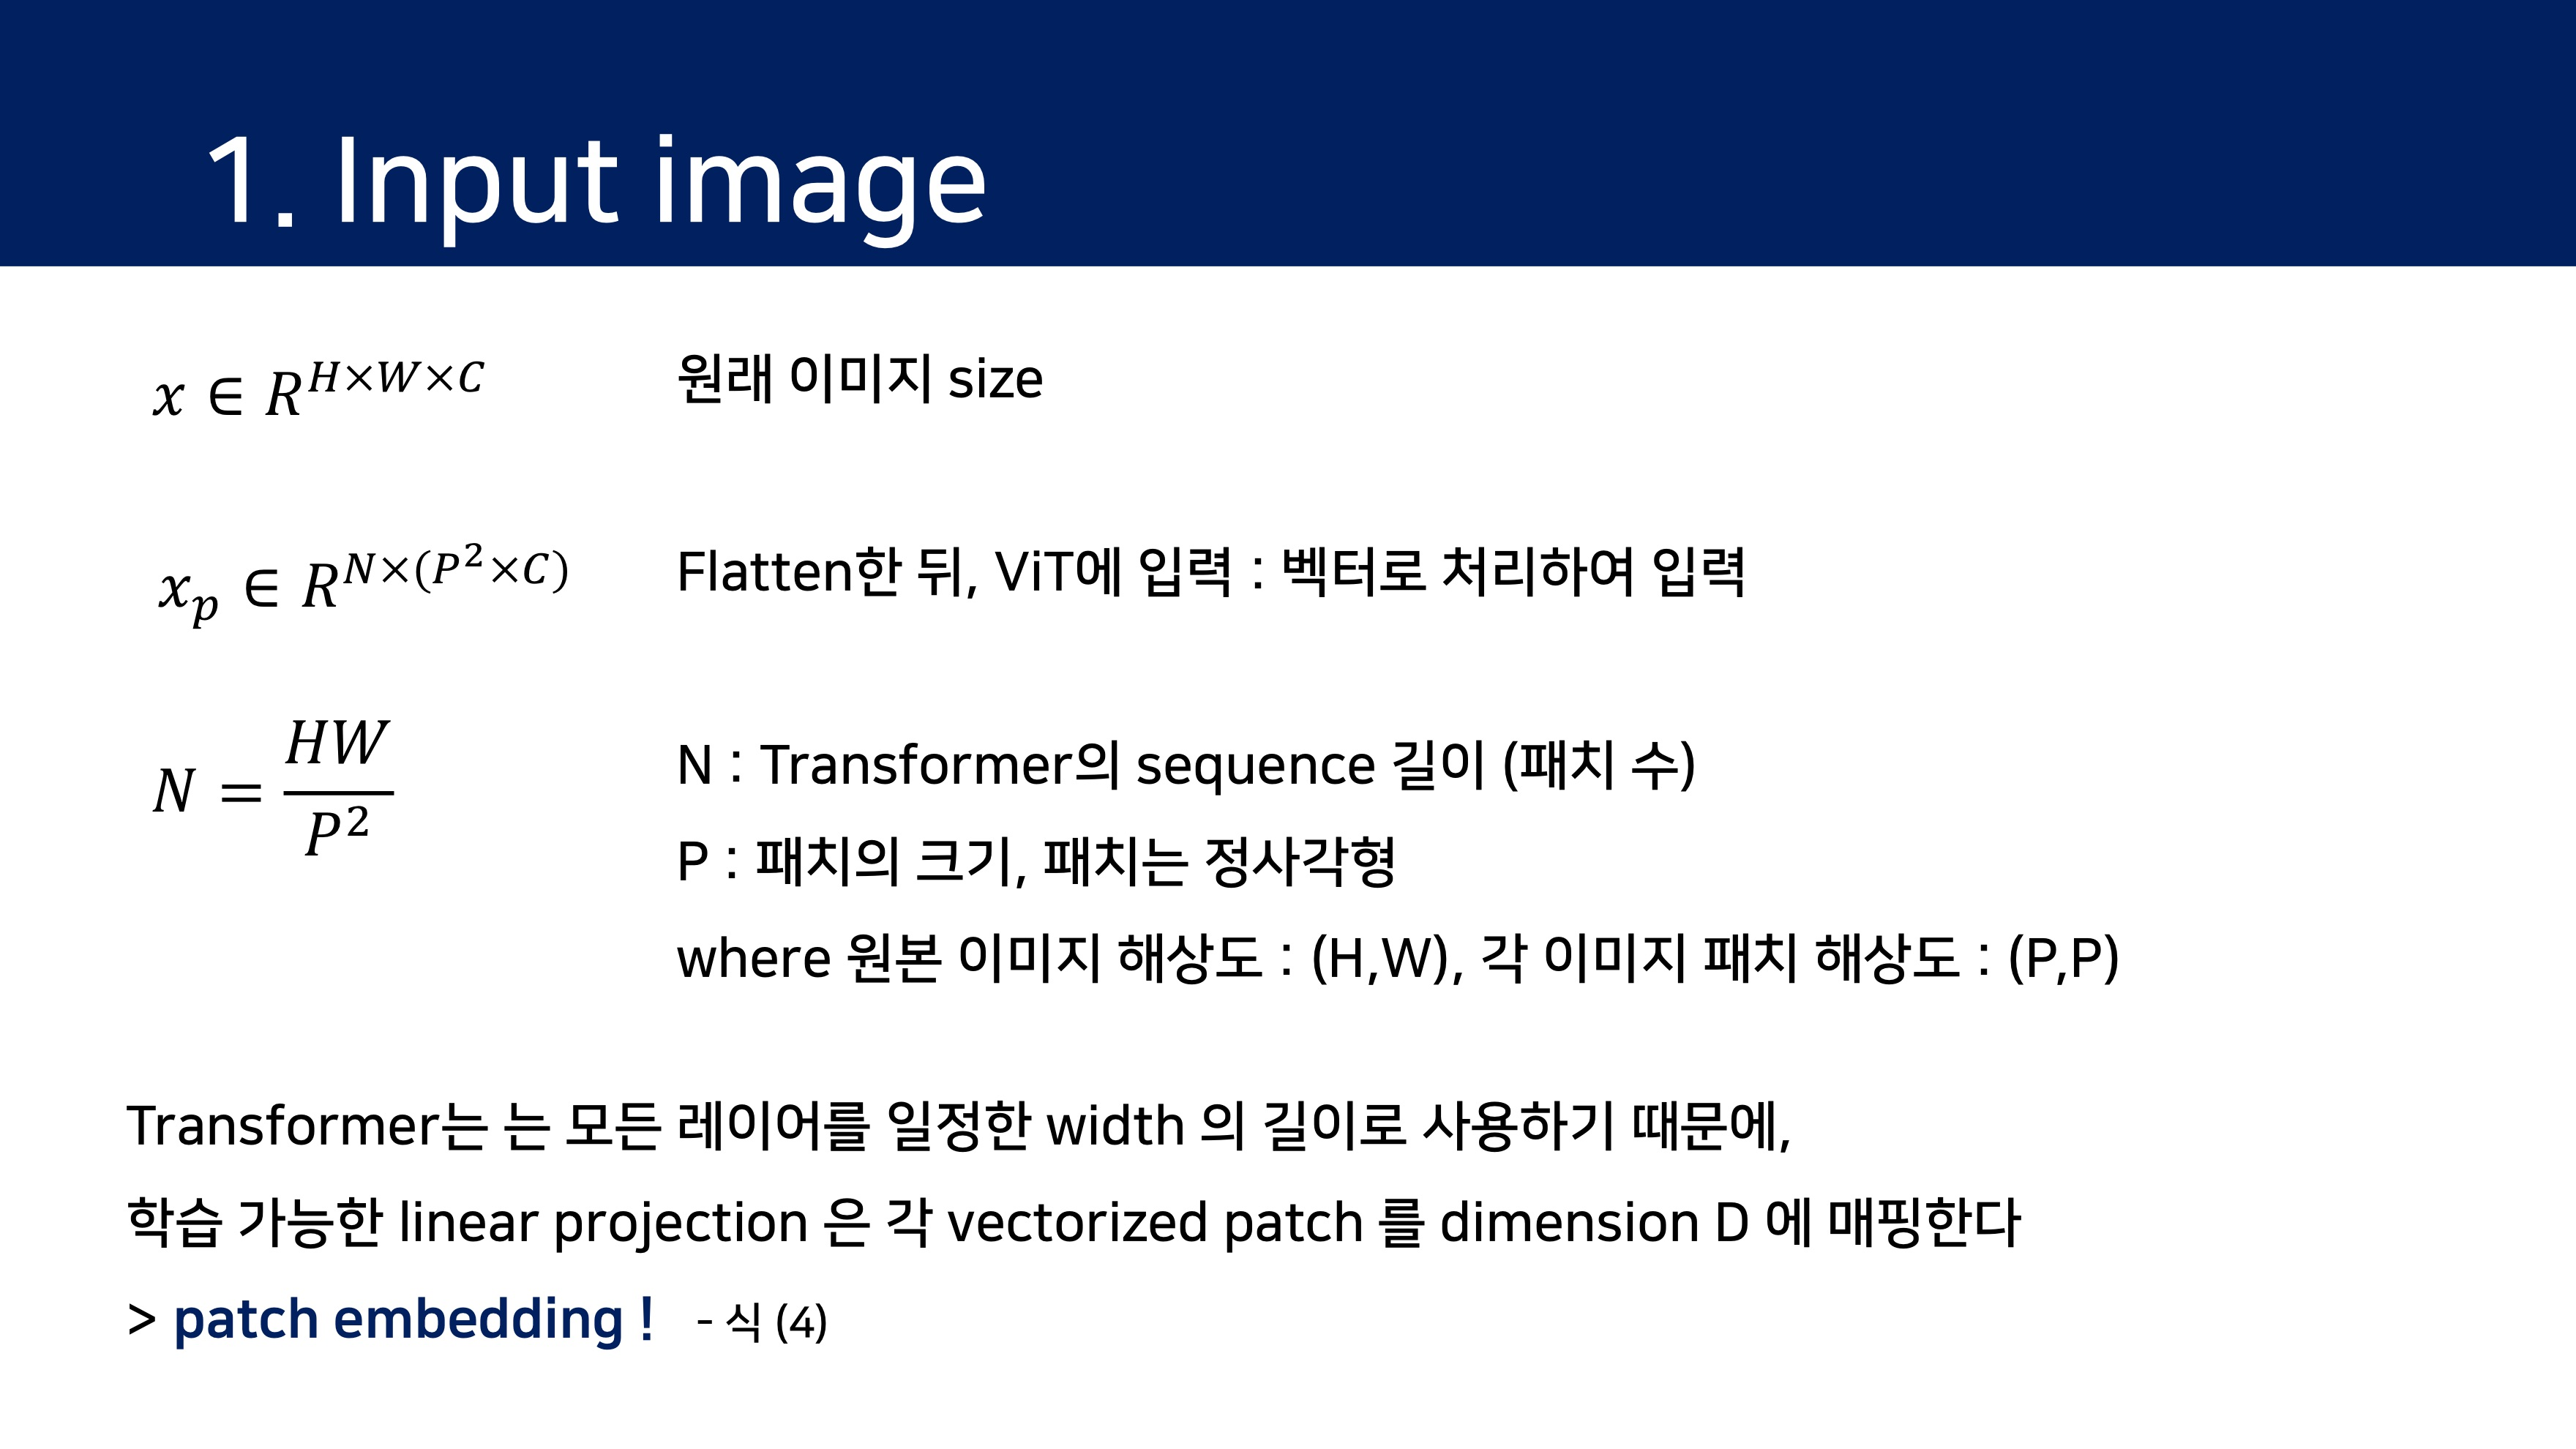 1. Input image
x ∈ R^{H×W×C} 원래 이미지 size
x_p ∈ R^{N×(P^2×C)} Flatten한 뒤, ViT에 입력 : 벡터로 처리하여 입력
N = HW/P^2
N : Transformer의 sequence 길이 (패치 수)
P : 패치의 크기, 패치는 정사각형
where 원본 이미지 해상도 : (H,W), 각 이미지 패치 해상도 : (P,P)
Transformer는 는 모든 레이어를 일정한 width 의 길이로 사용하기 때문에,
학습 가능한 linear projection 은 각 vectorized patch 를 dimension D 에 매핑한다
> patch embedding ! - 식 (4)